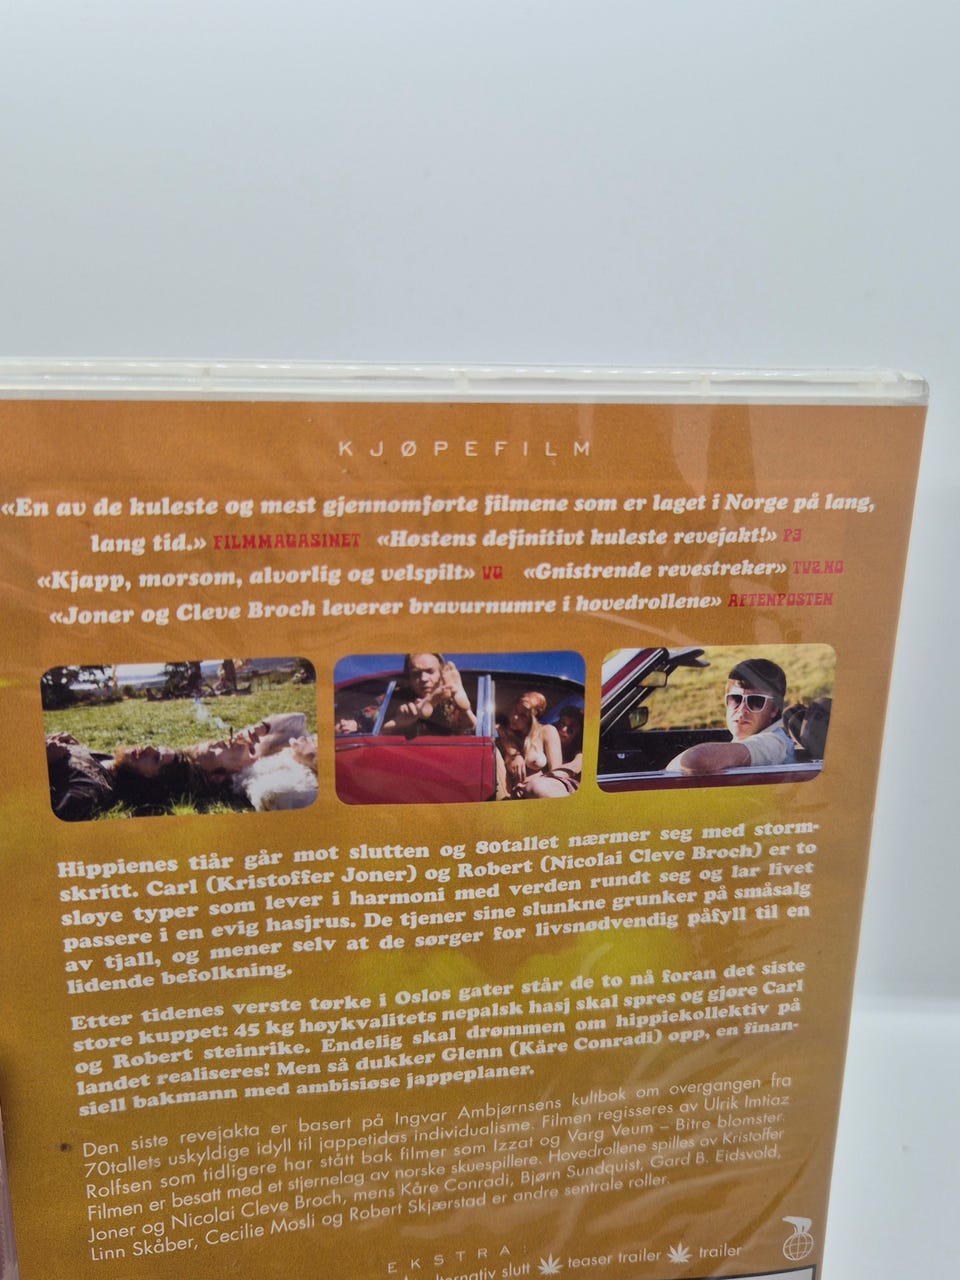 KJØPEFILM
«En av de kuleste og mest gjennomførte filmene som er laget i Norge på lang,
lang tid.» FILMMAGASINET «Høstens definitivt kuleste revejakt!» P3
«Kjapp, morsom, alvorlig og velspilt» VG «Gnistrende revestreker» TV2.NO
«Joner og Cleve Broch leverer bravurnumre i hovedrollene» AFTENPOSTEN
Hippienes tiår går mot slutten og 80tallet nærmer seg med storm-
skritt. Carl (Kristoffer Joner) og Robert (Nicolai Cleve Broch) er to
sløye typer som lever i harmoni med verden rundt seg og lar livet
passere i en evig hasjrus. De tjener sine slunkne grunker på småsalg
av tjall, og mener selv at de sørger for livsnødvendig påfyll til en
lidende befolkning.
Etter tidenes verste tørke i Oslos gater står de to nå foran det siste
store kuppet: 45 kg høykvalitets nepalsk hasj skal spres og gjøre Carl
og Robert steinrike. Endelig skal drømmen om hippiekollektiv på
landet realiseres! Men så dukker Glenn (Kåre Conradi) opp, en finan-
siell bakmann med ambisiøse jappeplaner.
Den siste revejakta er basert på Ingvar Ambjørnsens kultbok om overgangen fra
70tallets uskyldige idyll til jappetidas individualisme. Filmen regisseres av Ulrik Imtiaz
Rolfsen som tidligere har stått bak filmer som Izzat og Varg Veum – Bitre blomster.
Filmen er besatt med et stjernelag av norske skuespillere. Hovedrollene spilles av Kristoffer
Joner og Nicolai Cleve Broch, mens Kåre Conradi, Bjørn Sundquist, Gard B. Eidsvold,
Linn Skåber, Cecilie Mosli og Robert Skjærstad er andre sentrale roller.
EKSTRA:
slutt teaser trailer trailer